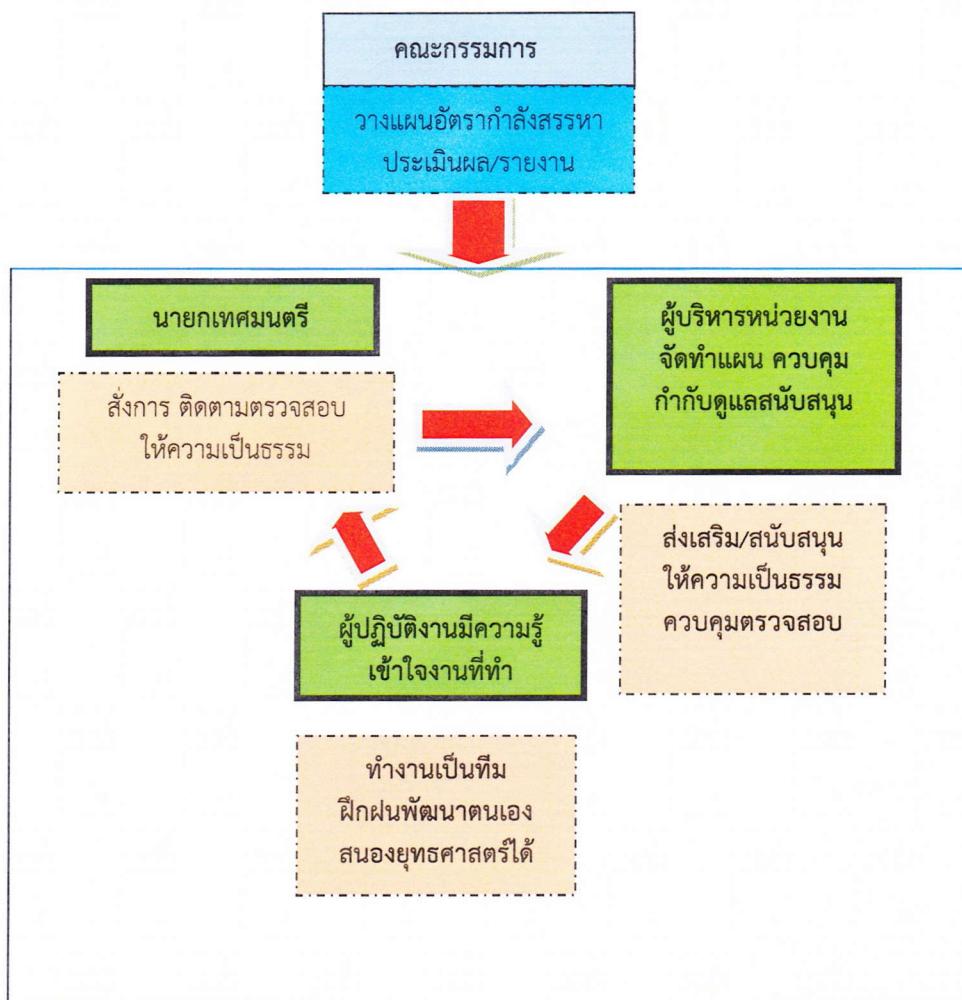 คณะกรรมการ
วางแผนอัตรากำลังสรรหา
ประเมินผล/รายงาน
นายกเทศมนตรี
สั่งการ ติดตามตรวจสอบ
ให้ความเป็นธรรม
ผู้บริหารหน่วยงาน
จัดทำแผน ควบคุม
กำกับดูแลสนับสนุน
ส่งเสริม/สนับสนุน
ให้ความเป็นธรรม
ควบคุมตรวจสอบ
ผู้ปฏิบัติงานมีความรู้
เข้าใจงานที่ทำ
ทำงานเป็นทีม
ฝึกฝนพัฒนาตนเอง
สนองยุทธศาสตร์ได้